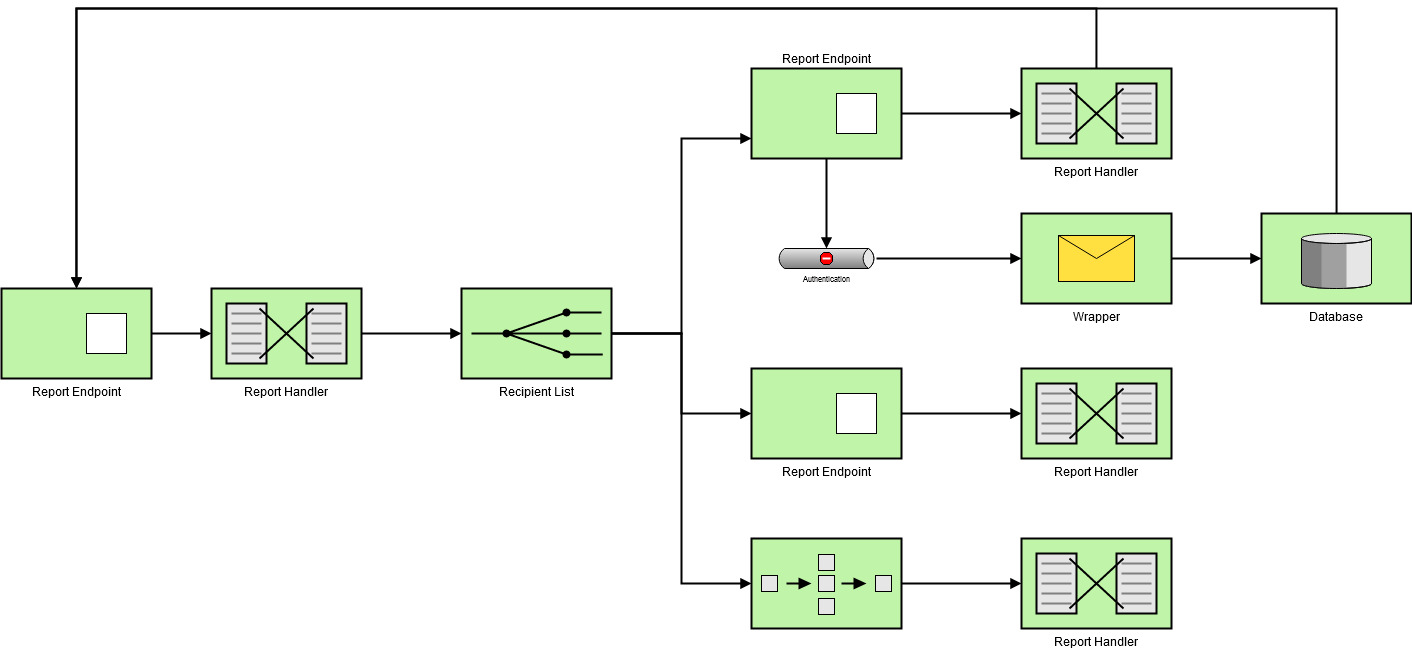 Report Endpoint
Report Handler
Authentication
Wrapper
Database
Report Endpoint
Report Handler
Recipient List
Report Endpoint
Report Handler
Report Handler